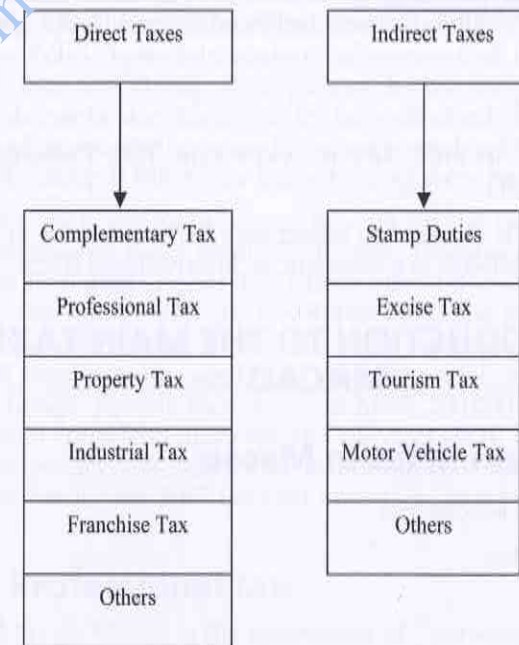 Direct Taxes
Complementary Tax
Professional Tax
Property Tax
Industrial Tax
Franchise Tax
Others
Indirect Taxes
Stamp Duties
Excise Tax
Tourism Tax
Motor Vehicle Tax
Others